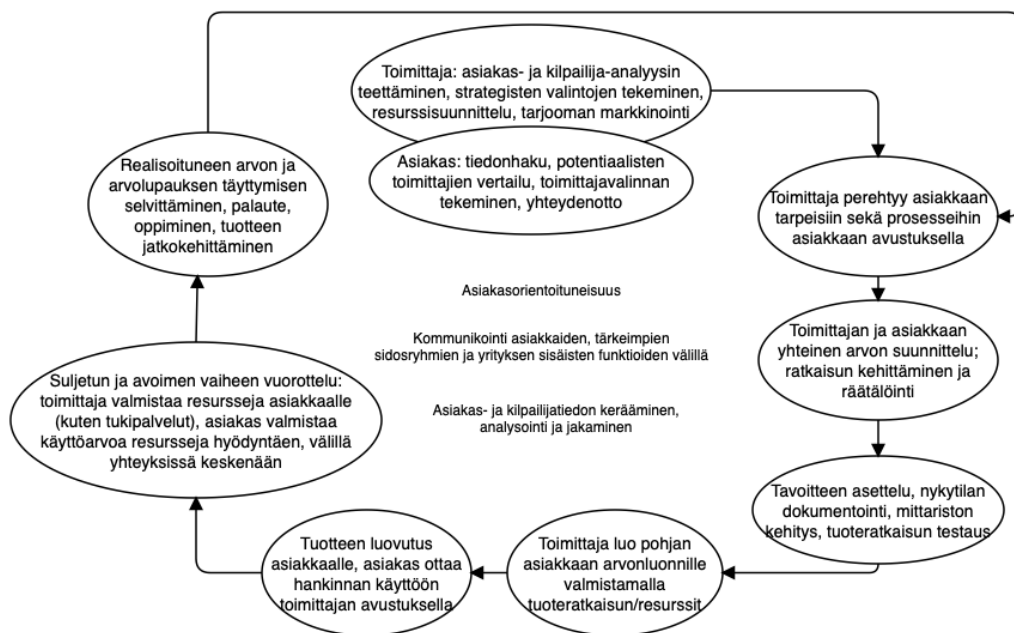 Toimittaja: asiakas- ja kilpailija-analyysin
teettäminen, strategisten valintojen tekeminen,
resurssisuunnittelu, tarjooman markkinointi
Asiakas: tiedonhaku, potentiaalisten
toimittajien vertailu, toimittajavalinnan
tekeminen, yhteydenotto
Toimittaja perehtyy asiakkaan
tarpeisiin sekä prosesseihin
asiakkaan avustuksella
Toimittajan ja asiakkaan
yhteinen arvon suunnittelu;
ratkaisun kehittäminen ja
räätälöinti
Tavoitteen asettelu, nykytilan
dokumentointi, mittariston
kehitys, tuoteratkaisun testaus
Toimittaja luo pohjan
asiakkaan arvonluonnille
valmistamalla
tuoteratkaisun/resurssit
Tuotteen luovutus
asiakkaalle, asiakas ottaa
hankinnan käyttöön
toimittajan avustuksella
Suljetun ja avoimen vaiheen vuorottelu:
toimittaja valmistaa resursseja asiakkaalle
(kuten tukipalvelut), asiakas valmistaa
käyttöarvoa resursseja hyödyntäen, välillä
yhteyksissä keskenään
Realisoituneen arvon ja
arvolupauksen täyttymisen
selvittäminen, palaute,
oppiminen, tuotteen
jatkokehittäminen
Asiakasorientoituneisuus
Kommunikointi asiakkaiden, tärkeimpien
sidosryhmien ja yrityksen sisäisten funktioiden välillä
Asiakas- ja kilpailijatiedon kerääminen,
analysointi ja jakaminen